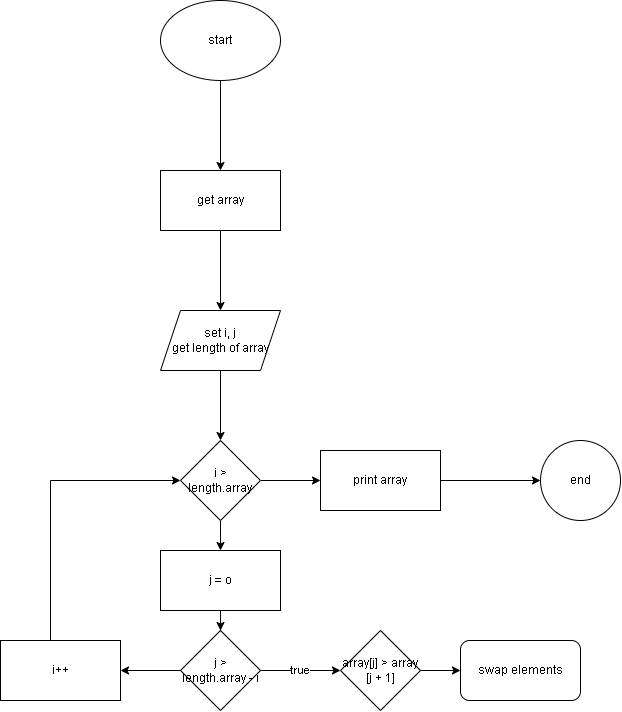 start
get array
set i, j
get length of array
i >
length.array
print array
end
j = o
i++
j >
length.array - i
true
array[j] > array
[j + 1]
swap elements